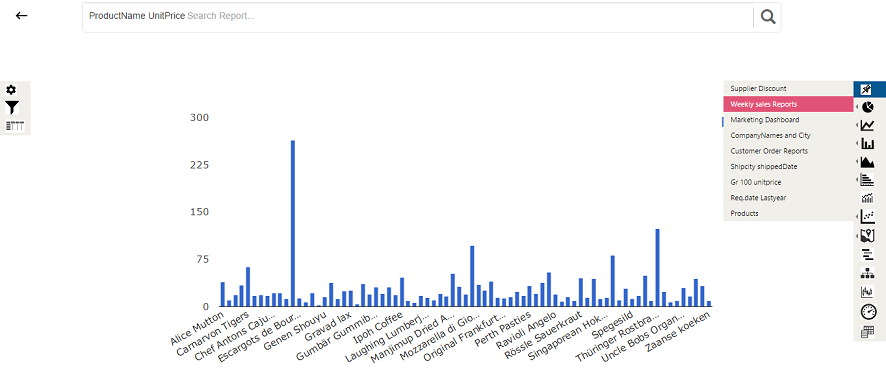 ProductName UnitPrice Search Report...
Supplier Discount
Weekly sales Reports
Marketing Dashboard
CompanyNames and City
Customer Order Reports
Shipcity shippedDate
Gr 100 unitprice
Req.date Lastyear
Products
300
225
150
75
0
Alice Mutton
Carnarvon Tigers
Chef Antons Caju...
Escargots de Bour...
Genen Shouyu
Gravad lax
Gumbär Gummib...
Ipoh Coffee
Laughing Lumberj...
Manjimup Dried A...
Mozzarella di Gio...
Original Frankfurt...
Perth Pasties
Ravioli Angelo
Rössle Sauerkraut
Singaporean Hok...
Spegesild
Thüringer Rostbra...
Uncle Bobs Organ...
Zaanse koeken